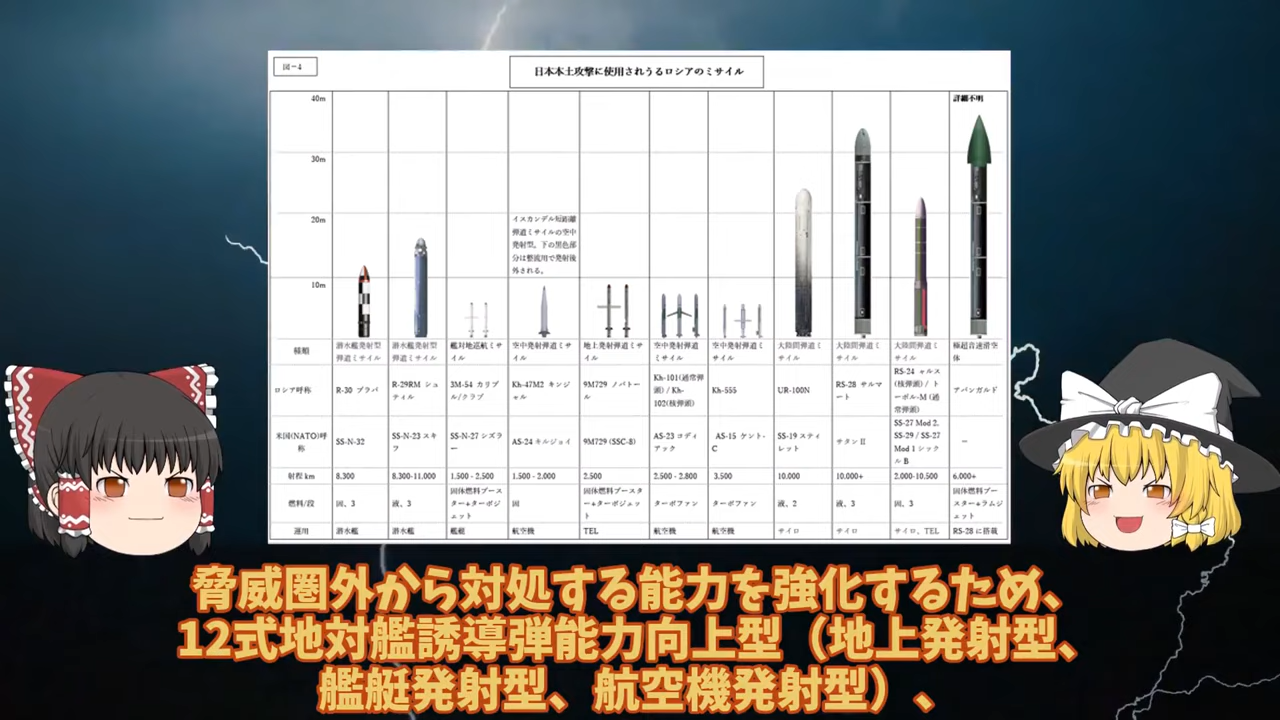 図－4
日本本土攻撃に使用されうるロシアのミサイル
40m
30m
20m
10m
詳細不明
イスカンデル短距離
弾道ミサイルの空中
発射型。下の黒色部
分は整流用で発射後
外される。
種類
潜水艦発射型
弾道ミサイル
潜水艦発射型
弾道ミサイル
艦対地巡航ミサ
イル
空中発射弾道ミ
サイル
地上発射弾道ミサ
イル
空中発射弾道
ミサイル
空中発射弾道ミ
サイル
大陸間弾道ミ
サイル
大陸間弾道ミ
サイル
大陸間弾道ミ
サイル
極超音速滑空
体
ロシア呼称
R-30 ブラバ
R-29RM シュ
ティル
3M-54 カリブ
ル/クラブ
Kh-47M2 キンジ
ャル
9M729 ノバトー
ル
Kh-101(通常弾
頭) / Kh-
102(核弾頭)
Kh-555
UR-100N
RS-28 サルマ
ート
RS-24 ヤルス
(核弾頭) / ト
ーポル-M (通
常弾頭)
アバンガルド
米国(NATO)呼
称
SS-N-32
SS-N-23 スキ
フ
SS-N-27 シズラ
ー
AS-24 キルジョイ
9M729 (SSC-8)
AS-23 コディ
アック
AS-15 ケント-
C
SS-19 スティ
レット
サタンⅡ
SS-27 Mod 2,
SS-29 / SS-27
Mod 1 シック
ル B
－
射程 km
8.300
8.300-11.000
1.500 - 2.500
1.500 - 2.000
2.500
2.500 - 2.800
3.500
10.000
10.000+
2.000-10.500
6.000+
燃料/段
固、3
液、3
固体燃料ブース
ター+ターボジ
ェット
固
固体燃料ブースタ
ー+ターボジェッ
ト
ターボファン
ターボファン
液、2
液、3
固、3
固体燃料ブー
スター+ラムジ
ェット
運用
潜水艦
潜水艦
艦艇
航空機
TEL
航空機
航空機
サイロ
サイロ
サイロ、TEL
RS-28 に搭載
脅威圏外から対処する能力を強化するため、
12式地対艦誘導弾能力向上型（地上発射型、
艦艇発射型、航空機発射型）、